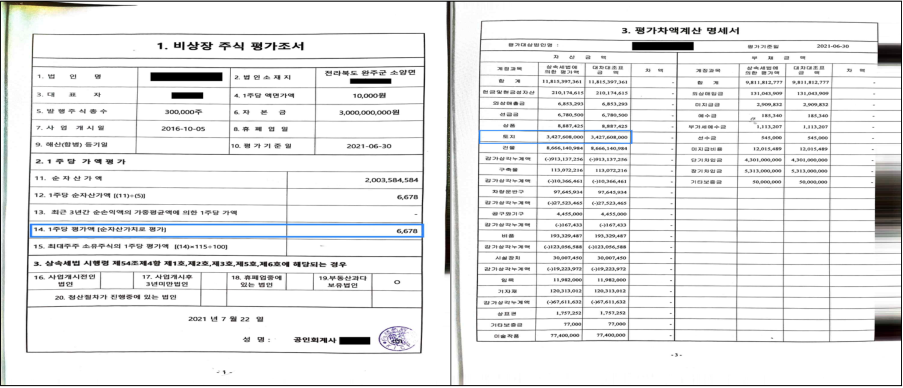 1. 비상장 주식 평가조서
1. 법 인 명
2. 법인소재지 전라북도 완주군 소양면
3. 대 표 자
4. 1주당 액면가액 10,000원
5. 발행주식총수 300,000주
6. 자 본 금 3,000,000,000원
7. 사업 개시일 2016-10-05
8. 휴 폐 업 일
9. 해산(합병) 등기일
10. 평 가 기 준 일 2021-06-30
2. 1주당 가액 평가
11. 순 자 산 가 액 2,003,584,584
12. 1주당 순자산가액 [(11)÷(5)] 6,678
13. 최근 3년간 순손익액의 가중평균액에 의한 1주당 가액 -
14. 1주당 평가액 [순자산가치로 평가] 6,678
15. 최대주주 소유주식의 1주당 평가액 [(14)×115÷100]
3. 상속세법 시행령 제54조제4항 제1호,제2호,제3호,제5호,제6호에 해당되는 경우
16. 사업개시전인 법인
17. 사업개시후 3년미만법인
18. 휴폐업중에 있는 법인
19.부동산과다 보유법인 O
20. 청산절차가 진행중에 있는 법인
2021 년 7 월 22 일
성 명 : 공인회계사
- 1 -
3. 평가차액계산 명세서
평가대상법인명 : 평가기준일 2021-06-30
자 산 금 액 부 채 금 액
계정과목 상속세법에 의한 평가액 대차대조표 금 액 차 액 계정과목 상속세법에 의한 평가액 대차대조표 금 액 차 액
합 계 11,815,397,361 11,815,397,361 - 합 계 9,811,812,777 9,811,812,777 -
현금및현금성자산 210,174,615 210,174,615 - 외상매입금 131,043,909 131,043,909 -
외상매출금 6,853,293 6,853,293 - 미지급금 2,909,832 2,909,832 -
선급금 6,780,500 6,780,500 - 예수금 185,340 185,340 -
상품 8,887,425 8,887,425 - 부가세예수금 1,113,207 1,113,207 -
토지 3,427,608,000 3,427,608,000 - 선수금 545,000 545,000 -
건물 8,666,140,984 8,666,140,984 - 미지급비용 12,015,489 12,015,489 -
감가상각누계액 (-)913,137,256 (-)913,137,256 - 단기차입금 4,301,000,000 4,301,000,000 -
구축물 113,072,216 113,072,216 - 장기차입금 5,313,000,000 5,313,000,000 -
감가상각누계액 (-)10,366,461 (-)10,366,461 - 기타보증금 50,000,000 50,000,000 -
차량운반구 97,645,934 97,645,934 -
감가상각누계액 (-)27,523,465 (-)27,523,465 -
공구와기구 4,455,000 4,455,000 -
감가상각누계액 (-)167,433 (-)167,433 -
비품 193,329,487 193,329,487 -
감가상각누계액 (-)123,056,588 (-)123,056,588 -
시설장치 30,007,450 30,007,450 -
감가상각누계액 (-)19,223,972 (-)19,223,972 -
입목 11,982,000 11,982,000 -
기자재 120,313,012 120,313,012 -
감가상각누계액 (-)67,611,632 (-)67,611,632 -
상표권 1,757,252 1,757,252 -
기타보증금 77,000 77,000 -
미술작품 77,400,000 77,400,000 -
- 3 -